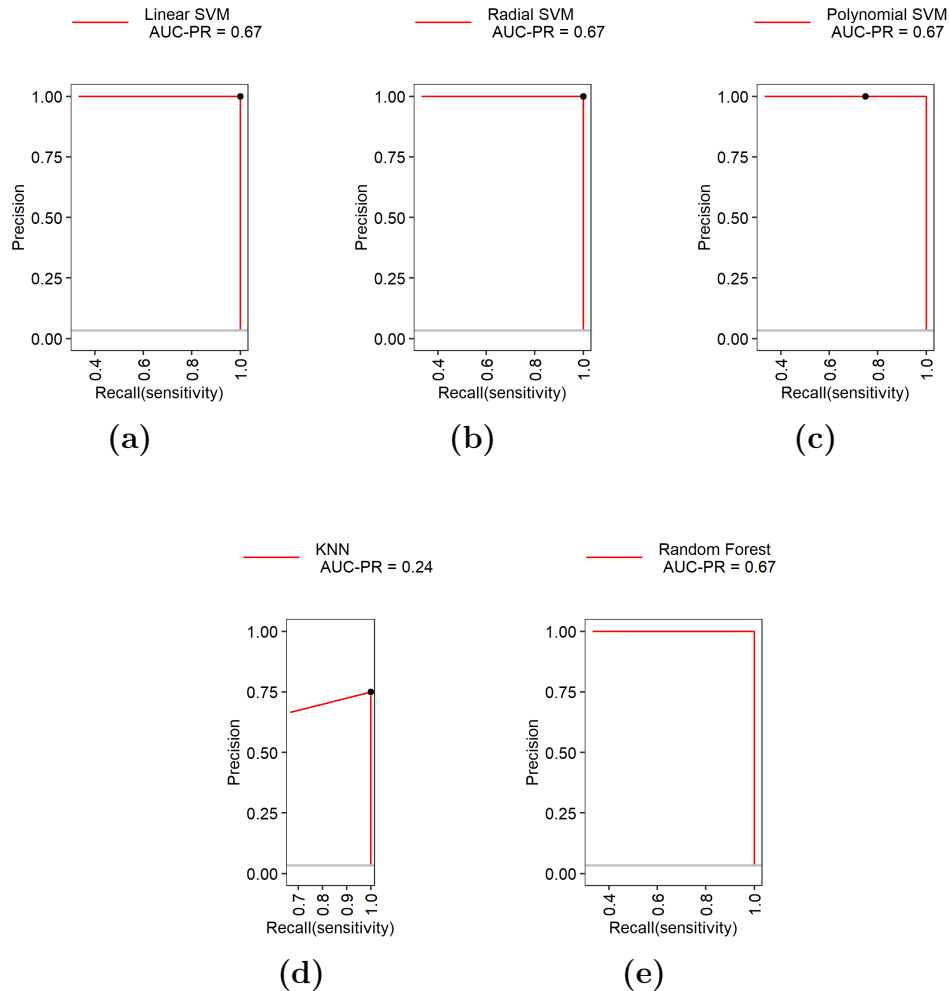 Linear SVM
AUC-PR = 0.67
Radial SVM
AUC-PR = 0.67
Polynomial SVM
AUC-PR = 0.67
1.00
0.75
0.50
0.25
0.00
Precision
0.4
0.6
0.8
1.0
Recall(sensitivity)
(a)
1.00
0.75
0.50
0.25
0.00
Precision
0.4
0.6
0.8
1.0
Recall(sensitivity)
(b)
1.00
0.75
0.50
0.25
0.00
Precision
0.4
0.6
0.8
1.0
Recall(sensitivity)
(c)
KNN
AUC-PR = 0.24
Random Forest
AUC-PR = 0.67
1.00
0.75
0.50
0.25
0.00
Precision
0.7
0.8
0.9
1.0
Recall(sensitivity)
(d)
1.00
0.75
0.50
0.25
0.00
Precision
0.4
0.6
0.8
1.0
Recall(sensitivity)
(e)